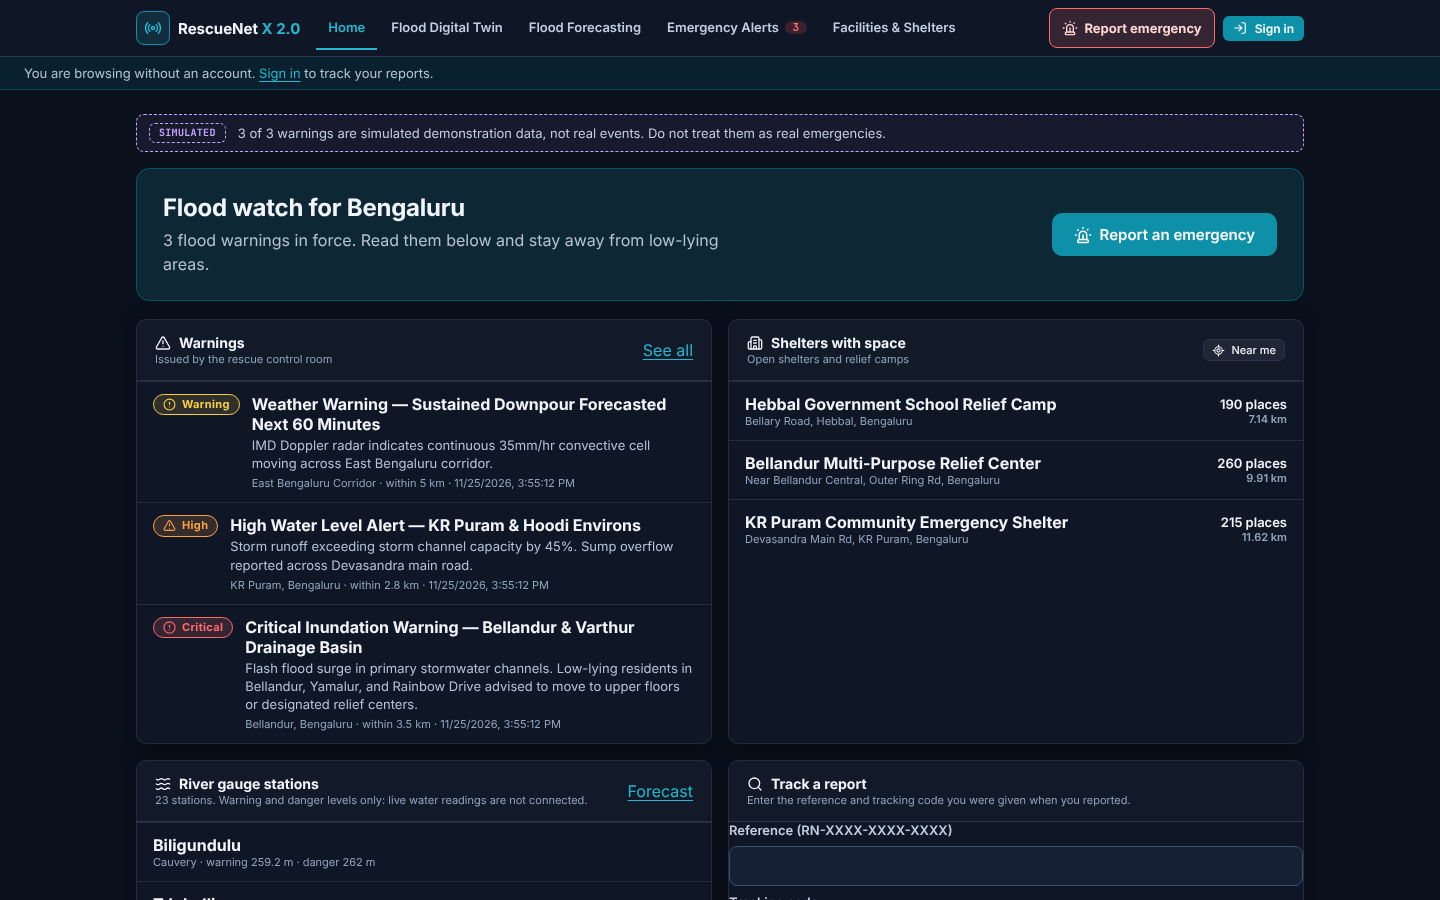 RescueNet X 2.0
Home
Flood Digital Twin
Flood Forecasting
Emergency Alerts 3
Facilities & Shelters
Report emergency
Sign in
You are browsing without an account. Sign in to track your reports.
SIMULATED 3 of 3 warnings are simulated demonstration data, not real events. Do not treat them as real emergencies.
Flood watch for Bengaluru
3 flood warnings in force. Read them below and stay away from low-lying
areas.
Report an emergency
Warnings
Issued by the rescue control room
See all
Warning
Weather Warning — Sustained Downpour Forecasted
Next 60 Minutes
IMD Doppler radar indicates continuous 35mm/hr convective cell
moving across East Bengaluru corridor.
East Bengaluru Corridor · within 5 km · 11/25/2026, 3:55:12 PM
High
High Water Level Alert — KR Puram & Hoodi Environs
Storm runoff exceeding storm channel capacity by 45%. Sump overflow
reported across Devasandra main road.
KR Puram, Bengaluru · within 2.8 km · 11/25/2026, 3:55:12 PM
Critical
Critical Inundation Warning — Bellandur & Varthur
Drainage Basin
Flash flood surge in primary stormwater channels. Low-lying residents in
Bellandur, Yamalur, and Rainbow Drive advised to move to upper floors
or designated relief centers.
Bellandur, Bengaluru · within 3.5 km · 11/25/2026, 3:55:12 PM
Shelters with space
Open shelters and relief camps
Near me
Hebbal Government School Relief Camp
Bellary Road, Hebbal, Bengaluru
190 places
7.14 km
Bellandur Multi-Purpose Relief Center
Near Bellandur Central, Outer Ring Rd, Bengaluru
260 places
9.91 km
KR Puram Community Emergency Shelter
Devasandra Main Rd, KR Puram, Bengaluru
215 places
11.62 km
River gauge stations
23 stations. Warning and danger levels only: live water readings are not connected.
Forecast
Biligundulu
Cauvery · warning 259.2 m · danger 262 m
Track a report
Enter the reference and tracking code you were given when you reported.
Reference (RN-XXXX-XXXX-XXXX)